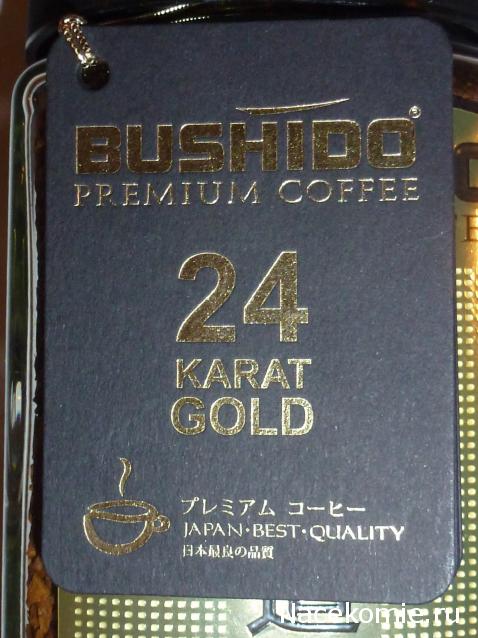 BUSHIDO®
PREMIUM COFFEE
24
KARAT
GOLD
プレミアム コーヒー
JAPAN·BEST·QUALITY
日本最良の品質
Nacekomie.ru